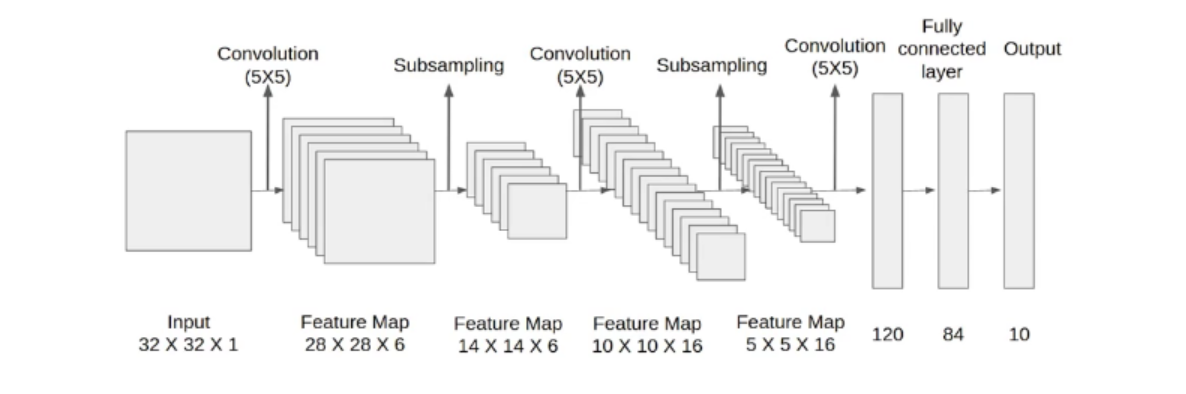 Convolution
(5X5)
Subsampling
Convolution
(5X5)
Subsampling
Convolution
(5X5)
Fully
connected
layer
Output
Input
32 X 32 X 1
Feature Map
28 X 28 X 6
Feature Map
14 X 14 X 6
Feature Map
10 X 10 X 16
Feature Map
5 X 5 X 16
120
84
10